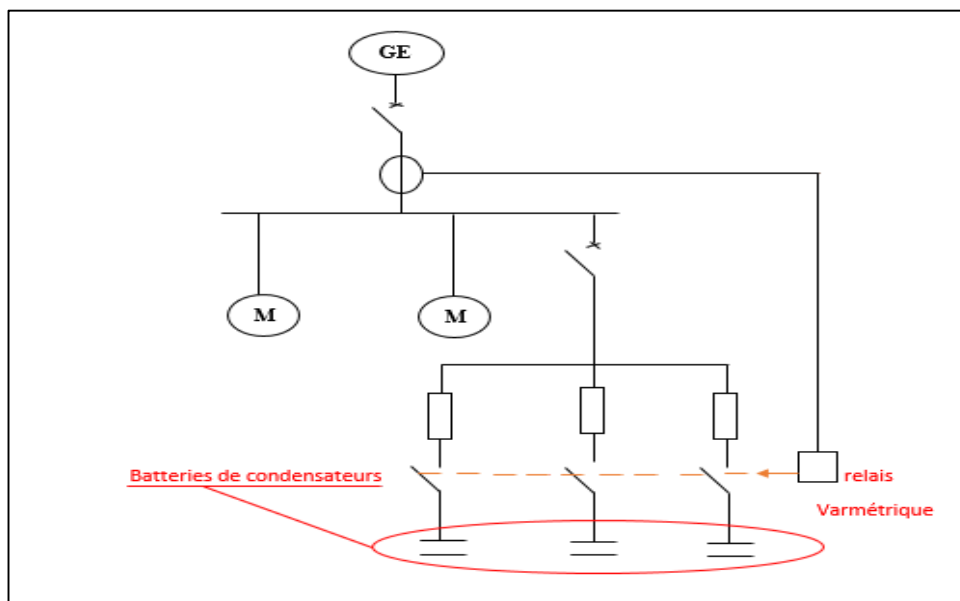 GE
M
M
Batteries de condensateurs
relais
Varmétrique